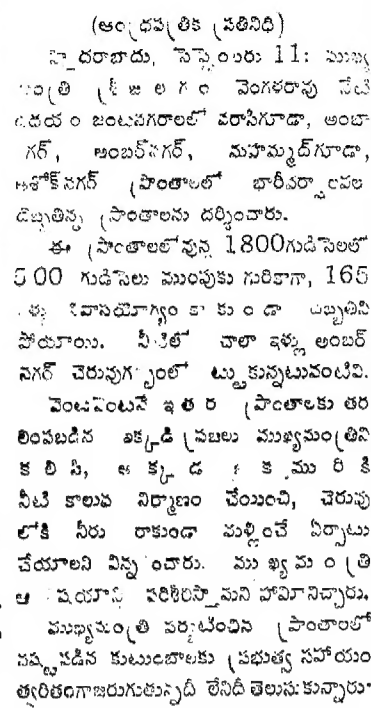 (ఆంధ్రపత్రిక ప్రతినిధి)
హైదరాబాదు, సెప్టెంబరు 11: ముఖ్య
మంత్రి శ్రీ జలగం వెంగళరావు నేటి
ఉదయం జంటనగరాలలో వరాసిగూడా, అంబా
నగర్, అంబర్‌నగర్, మహమ్మద్‌గూడా,
అశోక్‌నగర్ ప్రాంతాలలో భారీవర్షాలవల
దెబ్బతిన్న ప్రాంతాలను దర్శించారు.
ఈ ప్రాంతాలలోవున్న 1800గుడిసెలలో
500 గుడిసెలు ముంపుకు గురికాగా, 165
ఇళ్ళు నివాసయోగ్యం కాకుండా దెబ్బతిని
పోయాయి. వీటిలో చాలా ఇళ్లు అంబర్
నగర్ చెరువుగర్భంలో కట్టుకున్నటువంటివి.
వెంటవెంటనే ఇతర ప్రాంతాలకు తర
లింపబడిన ఇక్కడి ప్రజలు ముఖ్యమంత్రిని
కలిసి, అక్కడ మురికి
నీటి కాలువ నిర్మాణం చేయించి, చెరువు
లోకి నీరు రాకుండా మళ్లించే ఏర్పాటు
చేయాలని విన్నవించారు. ముఖ్యమంత్రి
ఆ విషయాన్ని పరిశీలిస్తామని హామీనిచ్చారు.
ముఖ్యమంత్రి పర్యటించిన ప్రాంతాలలో
నష్టపడిన కుటుంబాలకు ప్రభుత్వ సహాయం
త్వరితంగాజరుగుతున్నదీ లేనిదీ తెలుసుకున్నారు.